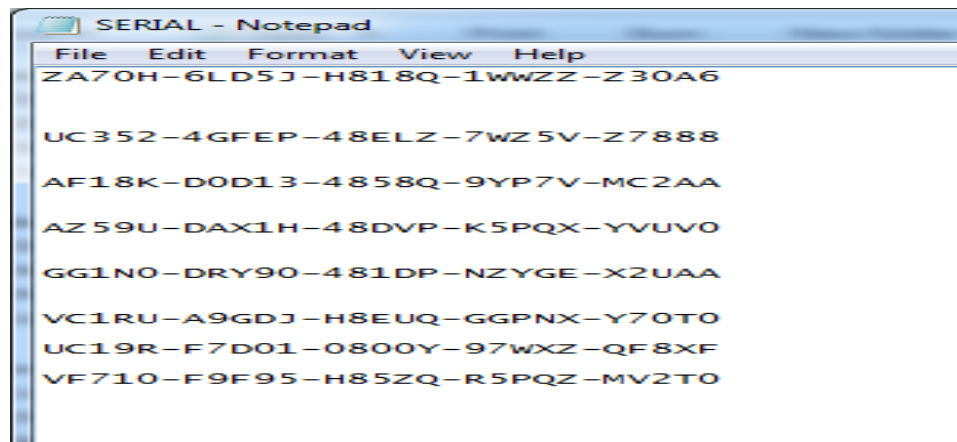 SERIAL - Notepad
File Edit Format View Help
ZA70H-6LD5J-H818Q-1WWZZ-Z30A6
UC352-4GFEP-48ELZ-7WZ5V-Z7888
AF18K-D0D13-4858Q-9YP7V-MC2AA
AZ59U-DAX1H-48DVP-K5PQX-YVUV0
GG1N0-DRY90-481DP-NZYGE-X2UAA
VC1RU-A9GDJ-H8EUQ-GGPNX-Y70T0
UC19R-F7D01-0800Y-97WXZ-QF8XF
VF710-F9F95-H85ZQ-R5PQZ-MV2T0